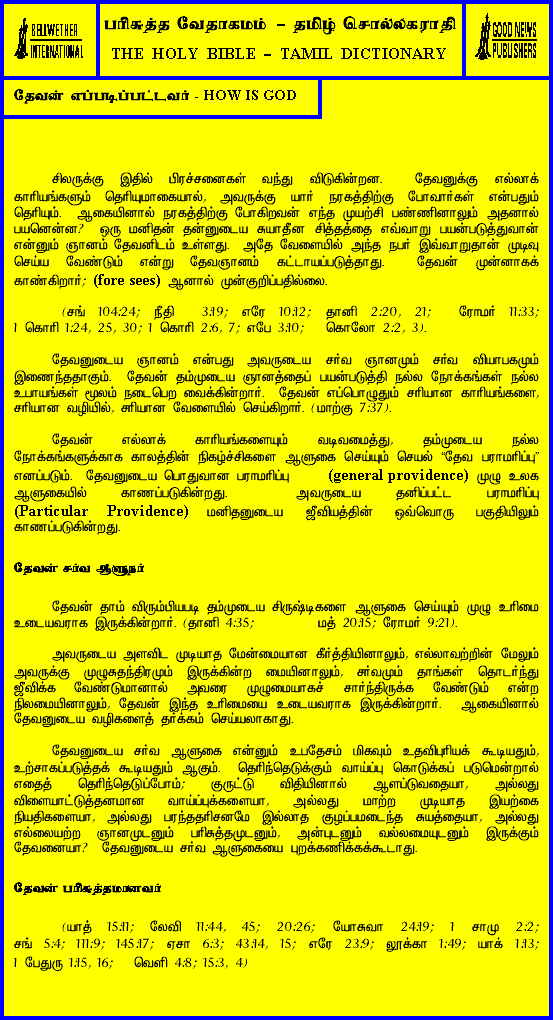 BELLWETHER
INTERNATIONAL
பரிசுத்த வேதாகமம் – தமிழ் சொல்லகராதி
THE HOLY BIBLE – TAMIL DICTIONARY
GOOD NEWS
PUBLISHERS
தேவன் எப்படிப்பட்டவர் - HOW IS GOD
சிலருக்கு இதில் பிரச்சனைகள் வந்து விடுகின்றன. தேவனுக்கு எல்லாக்
காரியங்களும் தெரியுமாகையால், அவருக்கு யார் நரகத்திற்கு போவார்கள் என்பதும்
தெரியும். ஆகையினால் நரகத்திற்கு போகிறவன் எந்த முயற்சி பண்ணினாலும் அதனால்
பயனென்ன? ஒரு மனிதன் தன்னுடைய சுயாதீன சித்தத்தை எவ்வாறு பயன்படுத்துவான்
என்னும் ஞானம் தேவனிடம் உள்ளது. அதே வேளையில் அந்த நபர் இவ்வாறுதான் முடிவு
செய்ய வேண்டும் என்று தேவஞானம் கட்டாயப்படுத்தாது. தேவன் முன்னாகக்
காண்கிறார்; (fore sees) ஆனால் முன்குறிப்பதில்லை.
(சங் 104:24; நீதி 3:19; எரே 10:12; தானி 2:20, 21; ரோமர் 11:33;
1 கொரி 1:24, 25, 30; 1 கொரி 2:6, 7; எபே 3:10; கொலோ 2:2, 3).
தேவனுடைய ஞானம் என்பது அவருடைய சர்வ ஞானமும் சர்வ வியாபகமும்
இணைந்ததாகும். தேவன் தம்முடைய ஞானத்தைப் பயன்படுத்தி நல்ல நோக்கங்கள் நல்ல
உபாயங்கள் மூலம் நடைபெற வைக்கின்றார். தேவன் எப்பொழுதும் சரியான காரியங்களை,
சரியான வழியில், சரியான வேளையில் செய்கிறார். (மாற்கு 7:37).
தேவன் எல்லாக் காரியங்களையும் வடிவமைத்து, தம்முடைய நல்ல
நோக்கங்களுக்காக காலத்தின் நிகழ்ச்சிகளை ஆளுகை செய்யும் செயல் “தேவ பராமரிப்பு”
எனப்படும். தேவனுடைய பொதுவான பராமரிப்பு (general providence) முழு உலக
ஆளுகையில் காணப்படுகின்றது. அவருடைய தனிப்பட்ட பராமரிப்பு
(Particular Providence) மனிதனுடைய ஜீவியத்தின் ஒவ்வொரு பகுதியிலும்
காணப்படுகின்றது.
தேவன் சர்வ ஆளுநர்
தேவன் தாம் விரும்பியபடி தம்முடைய சிருஷ்டிகளை ஆளுகை செய்யும் முழு உரிமை
உடையவராக இருக்கின்றார். (தானி 4:35; மத் 20:15; ரோமர் 9:21).
அவருடைய அளவிட முடியாத மேன்மையான கீர்த்தியினாலும், எல்லாவற்றின் மேலும்
அவருக்கு முழுசுதந்திரமும் இருக்கின்ற மையினாலும், சர்வமும் தாங்கள் தொடர்ந்து
ஜீவிக்க வேண்டுமானால் அவரை முழுமையாகச் சார்ந்திருக்க வேண்டும் என்ற
நிலமையினாலும், தேவன் இந்த உரிமையை உடையவராக இருக்கின்றார். ஆகையினால்
தேவனுடைய வழிகளைத் தர்க்கம் செய்யலாகாது.
தேவனுடைய சர்வ ஆளுகை என்னும் உபதேசம் மிகவும் உதவிபுரியக் கூடியதும்,
உற்சாகப்படுத்தக் கூடியதும் ஆகும். தெரிந்தெடுக்கும் வாய்ப்பு கொடுக்கப் படுமென்றால்
எதைத் தெரிந்தெடுப்போம்; குருட்டு விதியினால் ஆளப்டுவதையா, அல்லது
விளையாட்டுத்தனமான வாய்ப்புக்களையா, அல்லது மாற்ற முடியாத இயற்கை
நியதிகளையா, அல்லது பரந்ததரிசனமே இல்லாத குழப்பமடைந்த சுயத்தையா, அல்லது
எல்லையற்ற ஞானமுடனும் பரிசுத்தமுடனும், அன்புடனும் வல்லமையுடனும் இருக்கும்
தேவனையா? தேவனுடைய சர்வ ஆளுகையை புறக்கணிக்கக்கூடாது.
தேவன் பரிசுத்தமானவர்
(யாத் 15:11; லேவி 11:44, 45; 20:26; யோசுவா 24:19; 1 சாமு 2:2;
சங் 5:4; 111:9; 145:17; ஏசா 6:3; 43:14, 15; எரே 23:9; லூக்கா 1:49; யாக் 1:13;
1 பேதுரு 1:15, 16; வெளி 4:8; 15:3, 4)